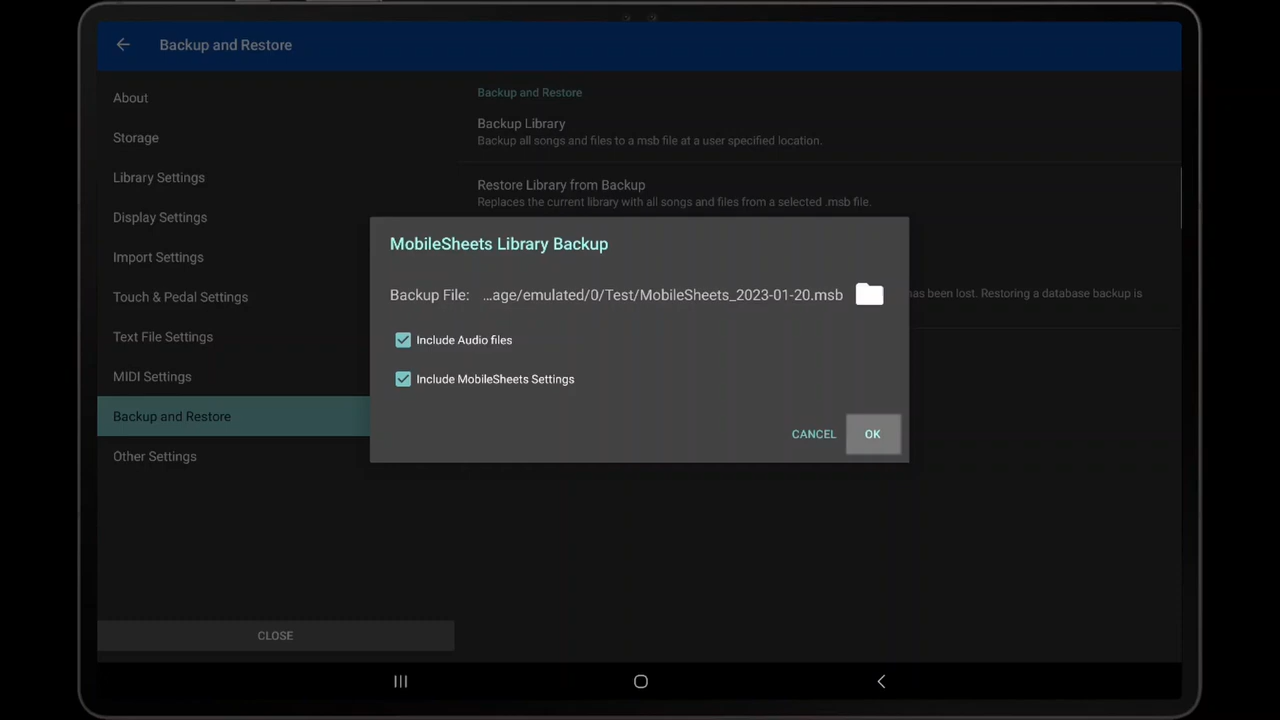 Backup and Restore
About
Storage
Library Settings
Display Settings
Import Settings
Touch & Pedal Settings
Text File Settings
MIDI Settings
Backup and Restore
Other Settings
CLOSE
Backup and Restore
Backup Library
Backup all songs and files to a msb file at a user specified location.
Restore Library from Backup
Replaces the current library with all songs and files from a selected .msb file.
has been lost. Restoring a database backup is
MobileSheets Library Backup
Backup File: ...age/emulated/0/Test/MobileSheets_2023-01-20.msb
Include Audio files
Include MobileSheets Settings
CANCEL OK